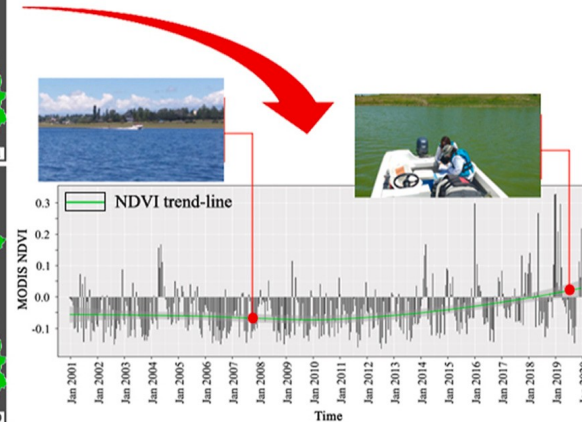 NDVI trend-line
MODIS NDVI
0.3
0.2
0.1
0.0
-0.1
Jan 2001
Jan 2002
Jan 2003
Jan 2004
Jan 2005
Jan 2006
Jan 2007
Jan 2008
Jan 2009
Jan 2010
Jan 2011
Jan 2012
Jan 2013
Jan 2014
Jan 2015
Jan 2016
Jan 2017
Jan 2018
Jan 2019
Time